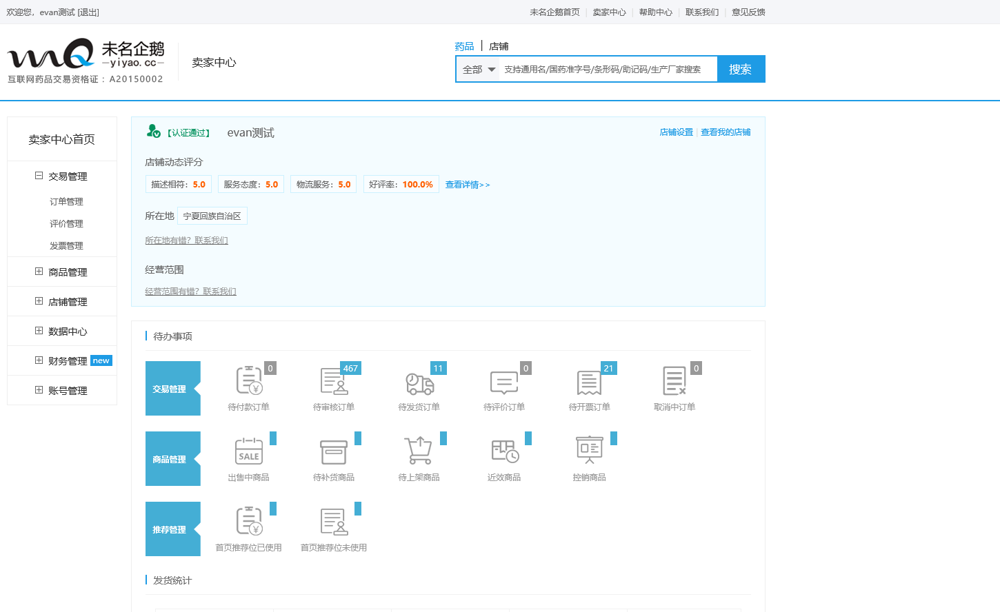 欢迎您，evan测试 [退出]
未名企鹅首页 | 卖家中心 | 帮助中心 | 联系我们 | 意见反馈
未名企鹅
yiyao.cc
互联网药品交易资格证：A20150002
卖家中心
药品 | 店铺
全部 支持通用名/国药准字号/条形码/助记码/生产厂家搜索 搜索
卖家中心首页
交易管理
订单管理
评价管理
发票管理
商品管理
店铺管理
数据中心
财务管理 new
账号管理
【认证通过】 evan测试
店铺设置 | 查看我的店铺
店铺动态评分
描述相符：5.0 服务态度：5.0 物流服务：5.0 好评率：100.0% 查看详情>>
所在地 宁夏回族自治区
所在地有错？联系我们
经营范围
经营范围有错？联系我们
待办事项
交易管理
0 467 11 0 21 0
待付款订单 待审核订单 待发货订单 待评价订单 待开票订单 取消中订单
商品管理
SALE
出售中商品 待补货商品 待上架商品 近效商品 控销商品
推荐管理
首页推荐位已使用 首页推荐位未使用
发货统计